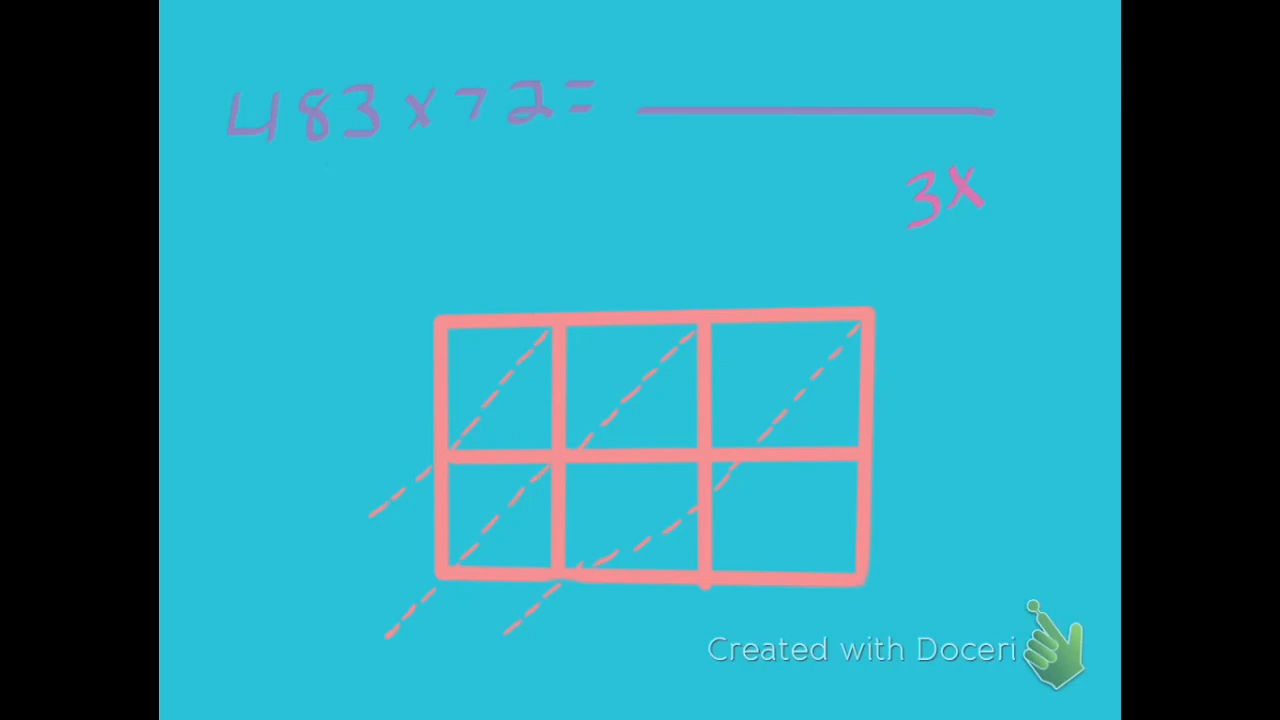 483 x 72 =
3x
Created with Doceri